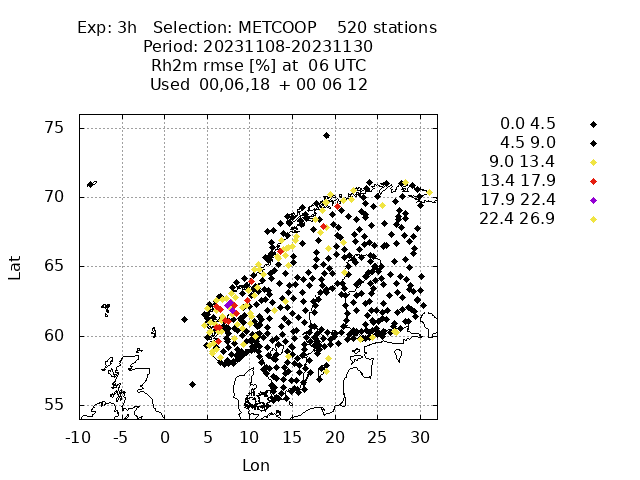 Exp: 3h Selection: METCOOP 520 stations
Period: 20231108-20231130
Rh2m rmse [%] at 06 UTC
Used 00,06,18 + 00 06 12
0.0 4.5
4.5 9.0
9.0 13.4
13.4 17.9
17.9 22.4
22.4 26.9
75
70
65
60
55
Lat
-10 -5 0 5 10 15 20 25 30
Lon